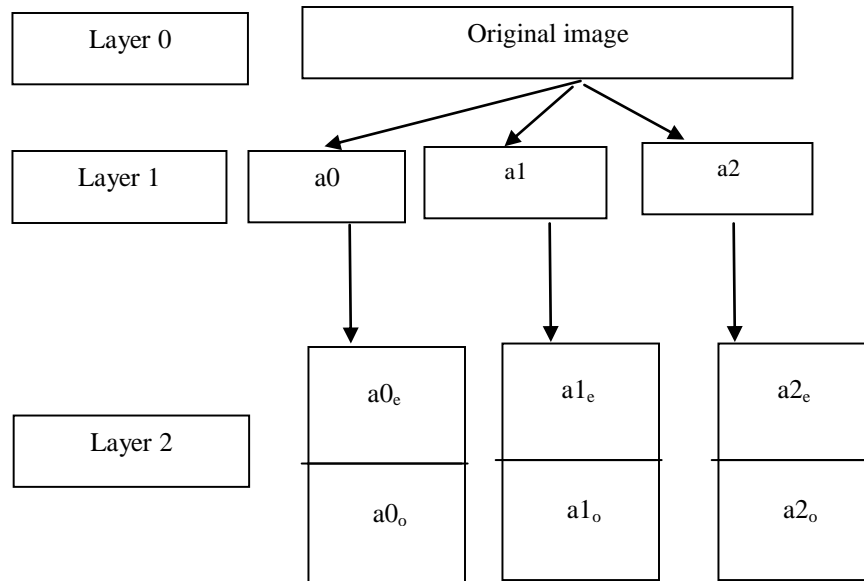 Layer 0
Original image
Layer 1
a0
a1
a2
a0ₑ
a1ₑ
a2ₑ
Layer 2
a0ₒ
a1ₒ
a2ₒ